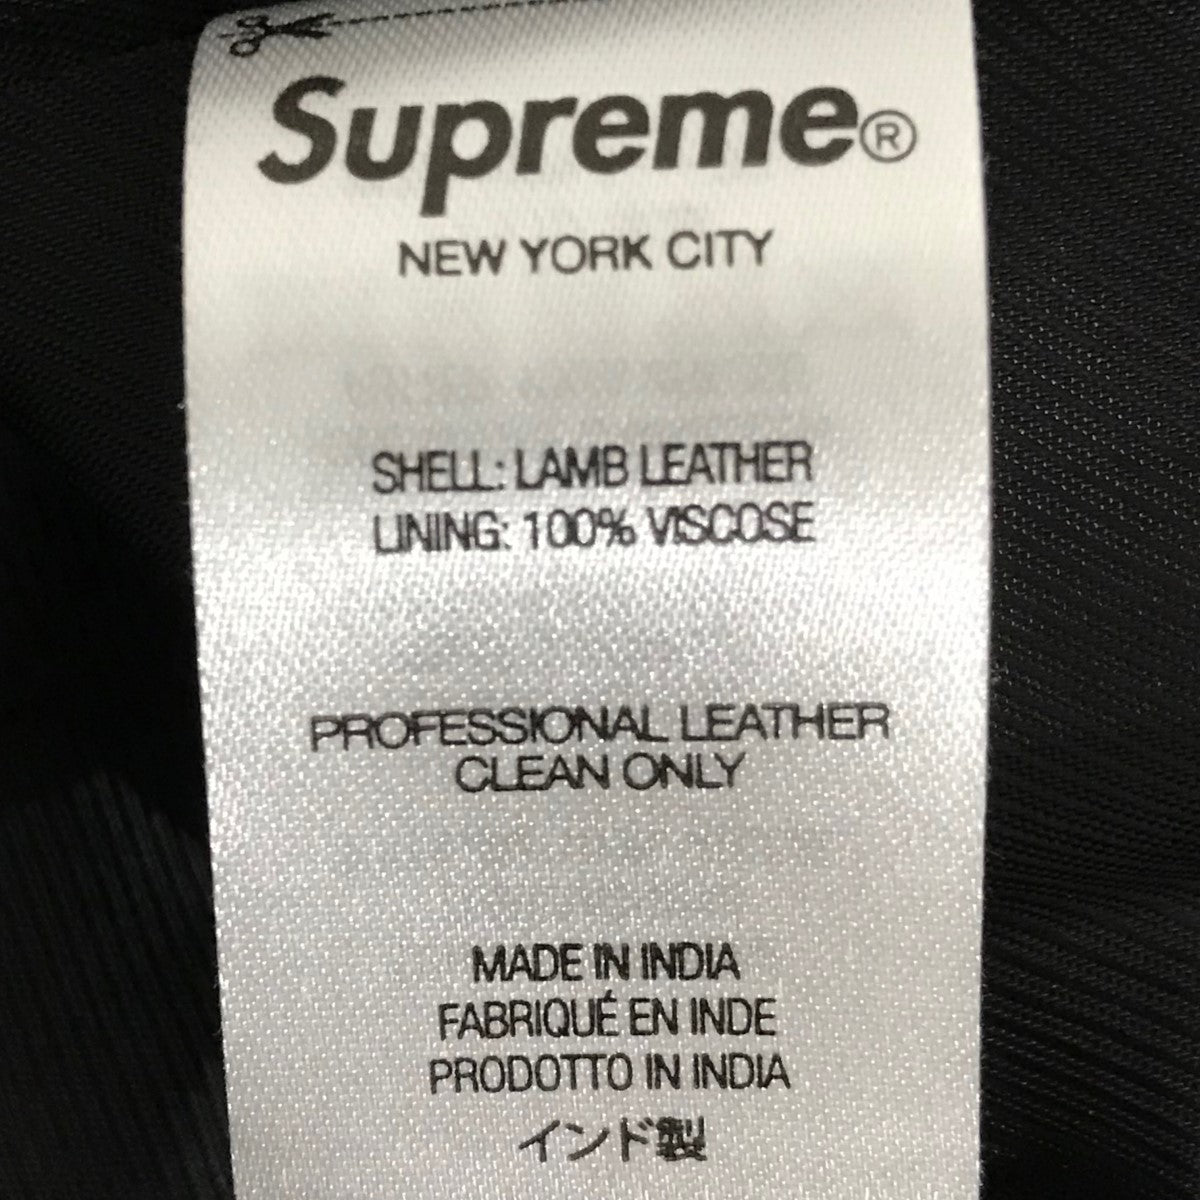 Supreme®
NEW YORK CITY
SHELL: LAMB LEATHER
LINING: 100% VISCOSE
PROFESSIONAL LEATHER
CLEAN ONLY
MADE IN INDIA
FABRIQUÉ EN INDE
PRODOTTO IN INDIA
インド製